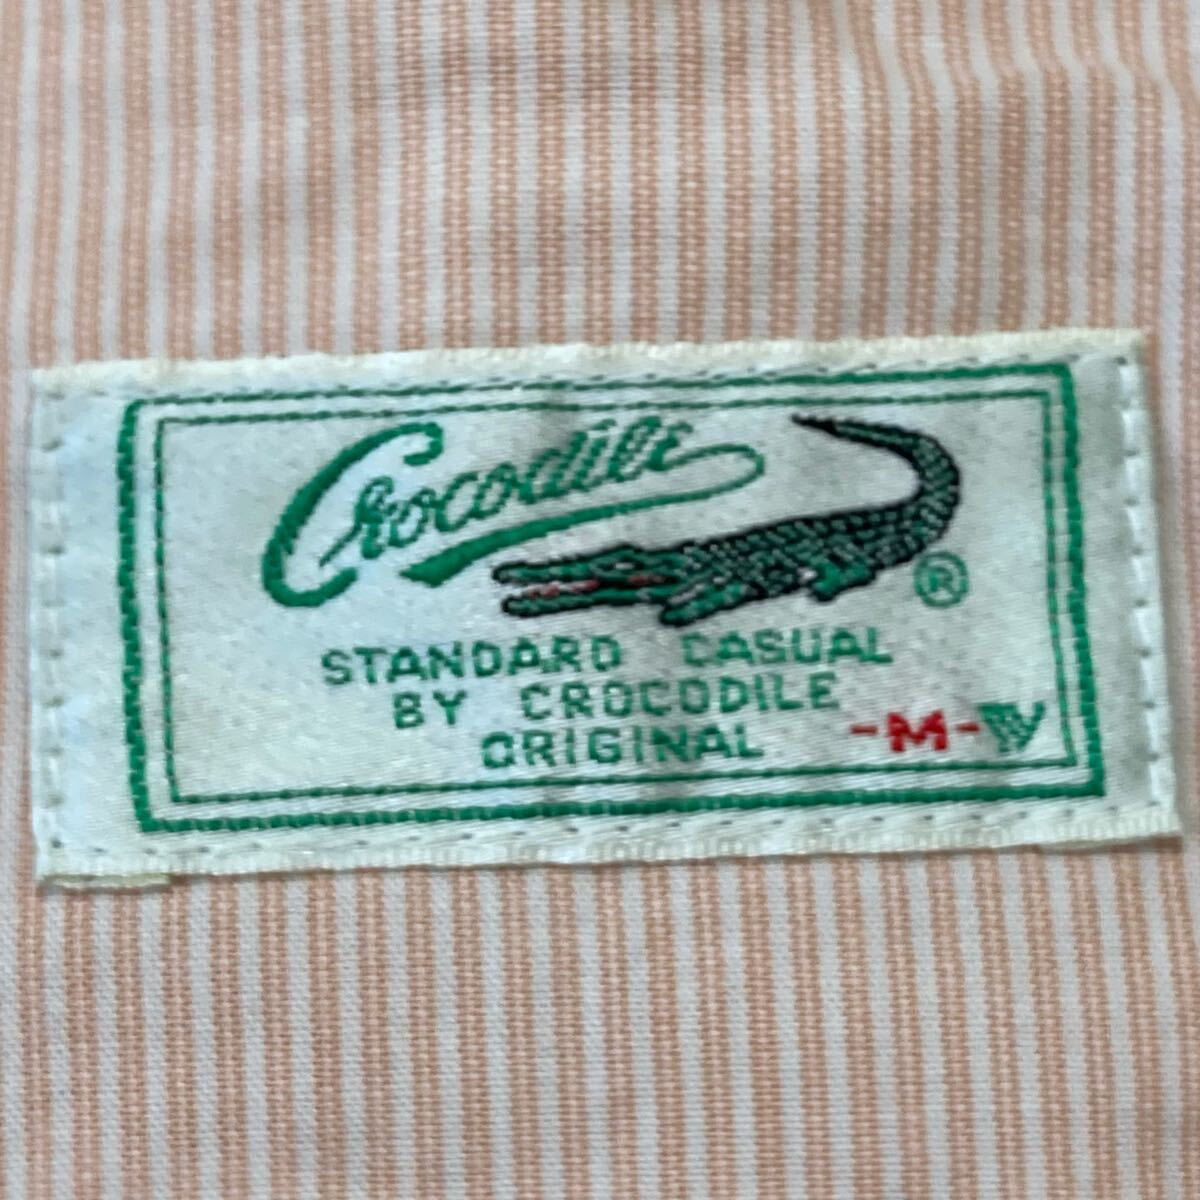 Crocodile
®
STANDARD CASUAL
BY CROCODILE
ORIGINAL -M-